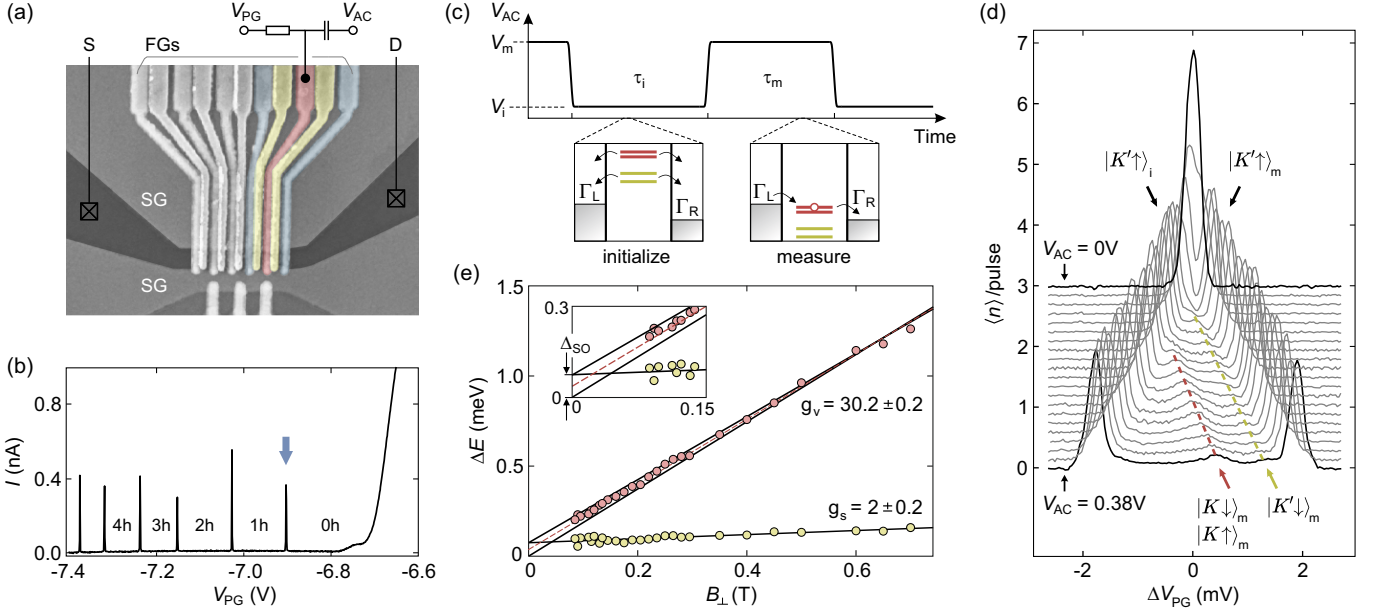 (a)
V_PG
V_AC
S
FGs
D
SG
SG
(b)
I (nA)
0.8
0.4
0.0
4h
3h
2h
1h
0h
-7.4
-7.2
-7.0
-6.8
-6.6
V_PG (V)
(c)
V_AC
V_m
V_i
τ_i
τ_m
Time
Γ_L
Γ_R
initialize
Γ_L
Γ_R
measure
(e)
ΔE (meV)
1.5
1.0
0.5
0
0.3
Δ_SO
0
0
0.15
g_v = 30.2 ± 0.2
g_s = 2 ± 0.2
0
0.2
0.4
0.6
B_⊥ (T)
(d)
⟨n⟩/pulse
7
6
5
4
3
2
1
0
|K'↑⟩_i
|K'↑⟩_m
V_AC = 0V
V_AC = 0.38V
|K↓⟩_m
|K↑⟩_m
|K'↓⟩_m
-2
0
2
ΔV_PG (mV)